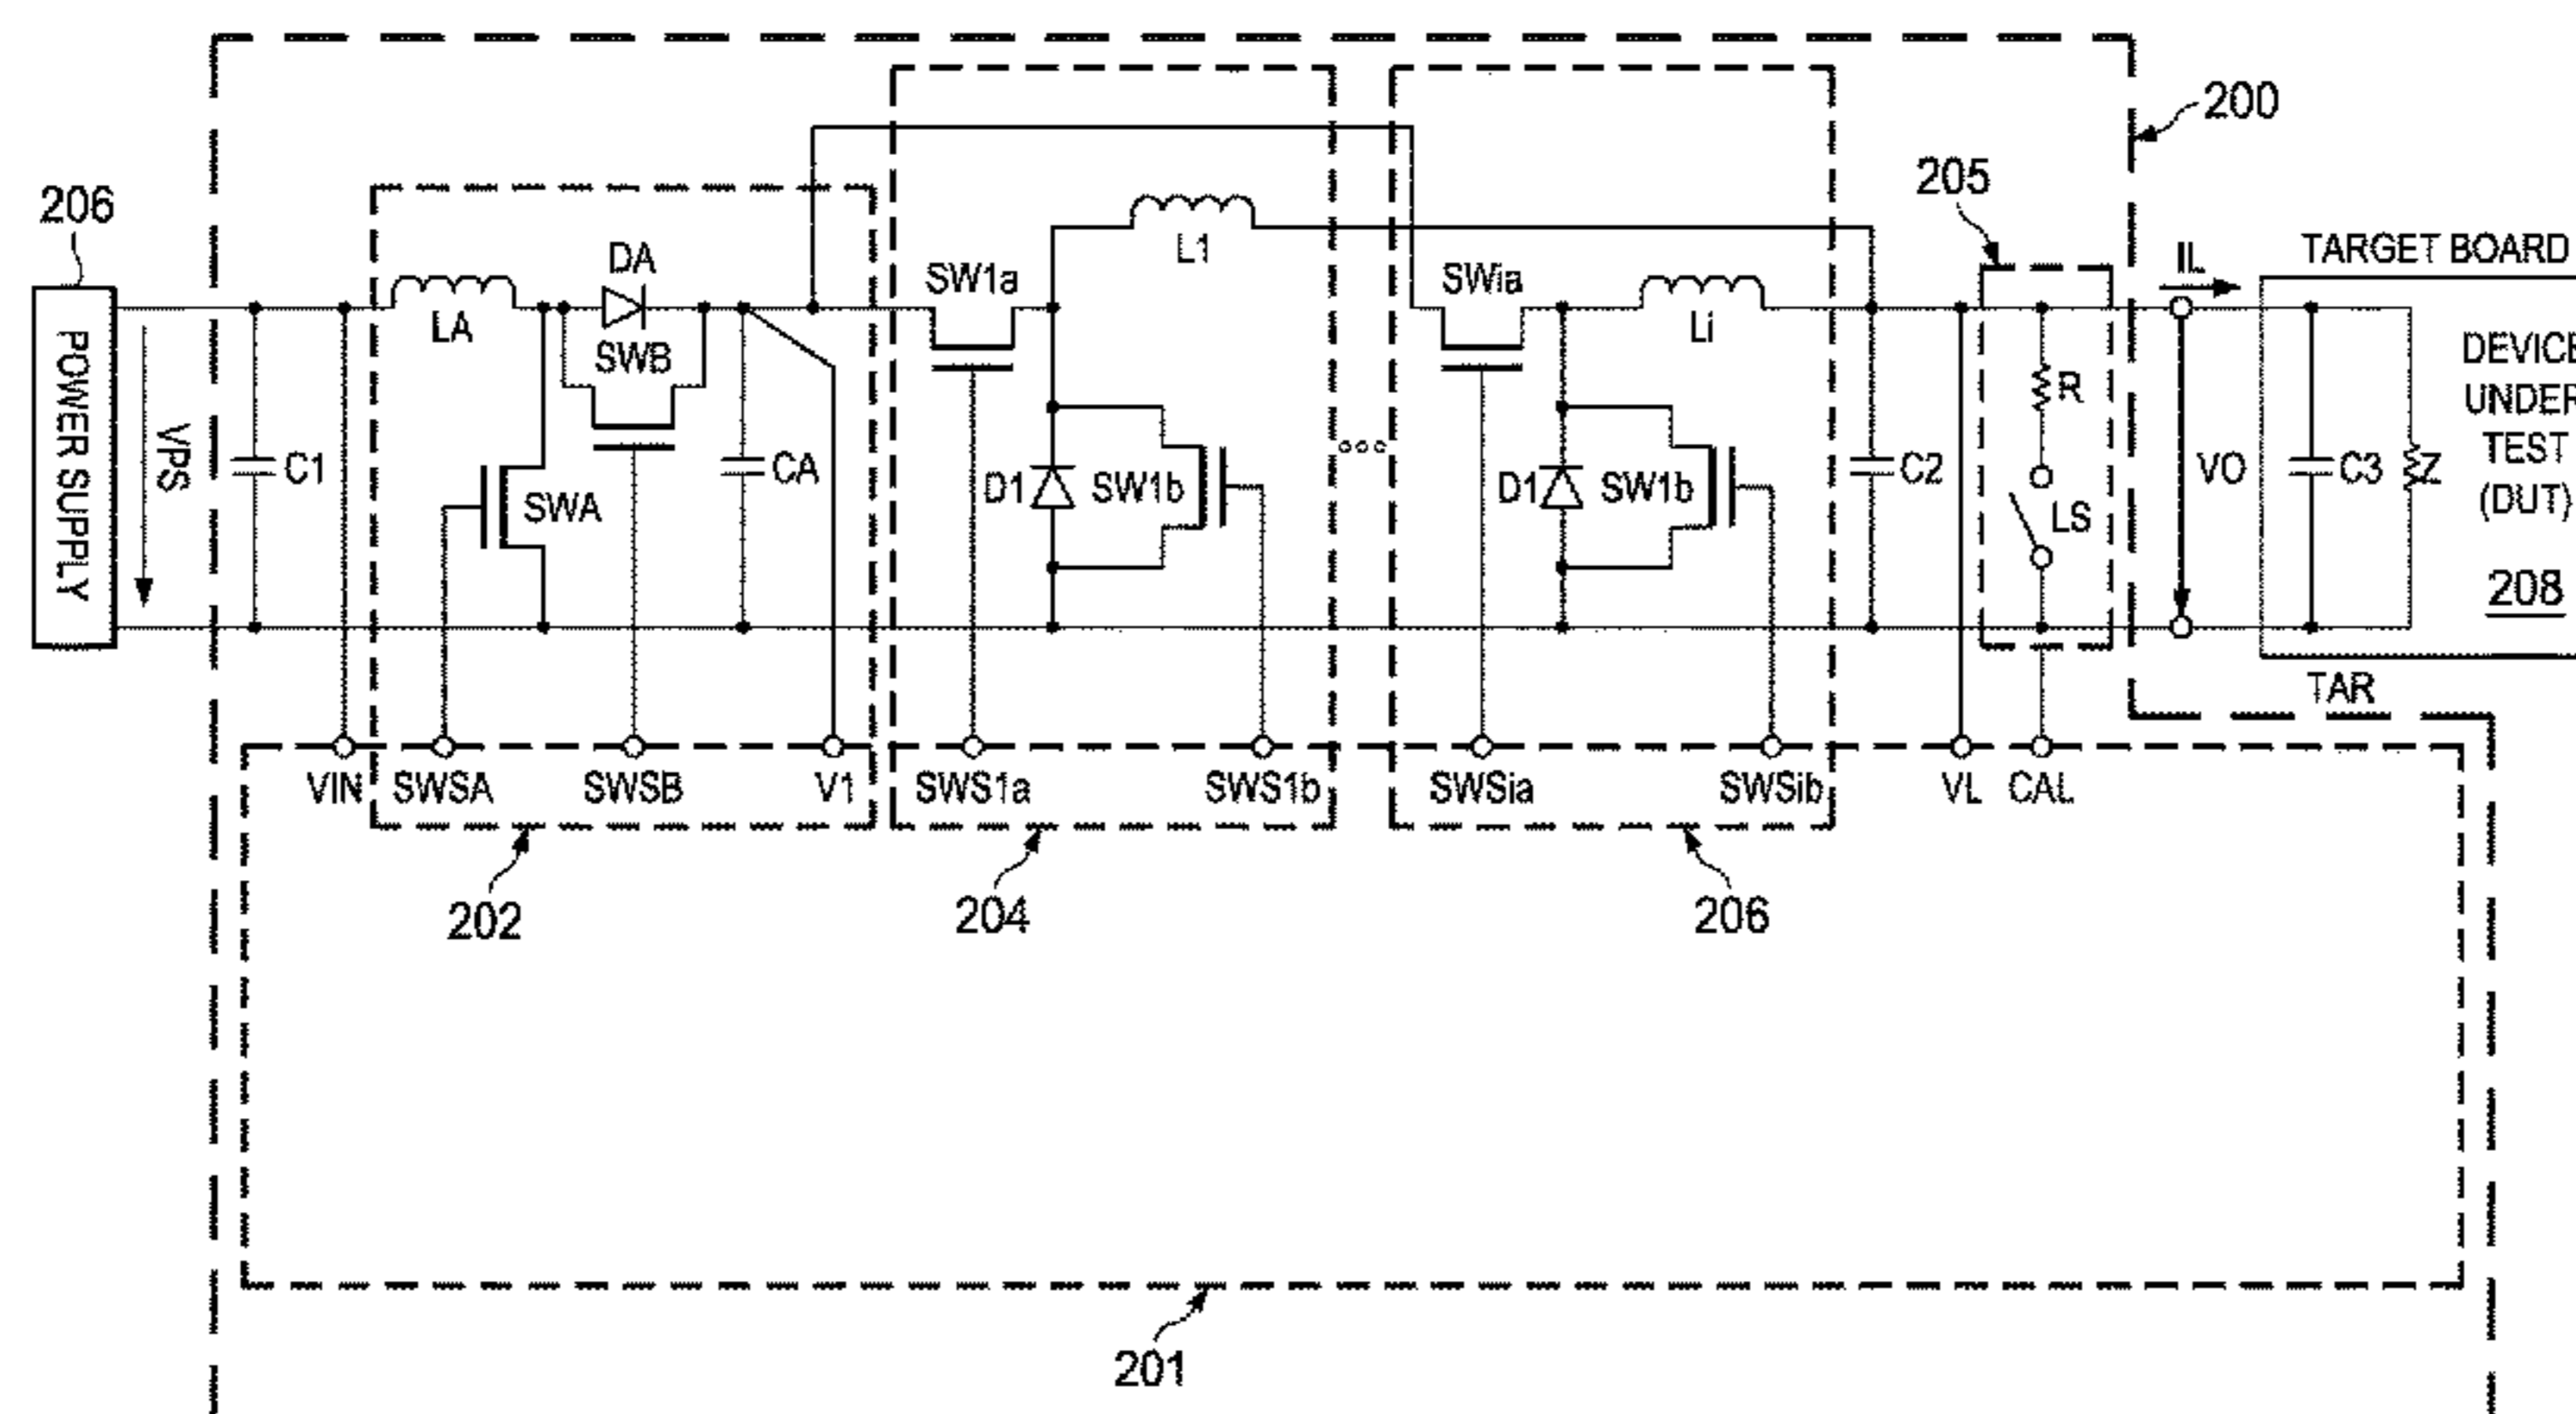 200
205
206
TARGET BOARD
IL
DA
L1
SW1a
SWia
LA
SWB
Li
POWER SUPPLY
VPS
C1
SWA
CA
D1
SW1b
D1
SW1b
C2
R
LS
VO
C3
Z
DEVICE
UNDER
TEST
(DUT)
208
TAR
VIN
SWSA
SWSB
V1
SWS1a
SWS1b
SWSia
SWSib
VL
CAL
202
204
206
201